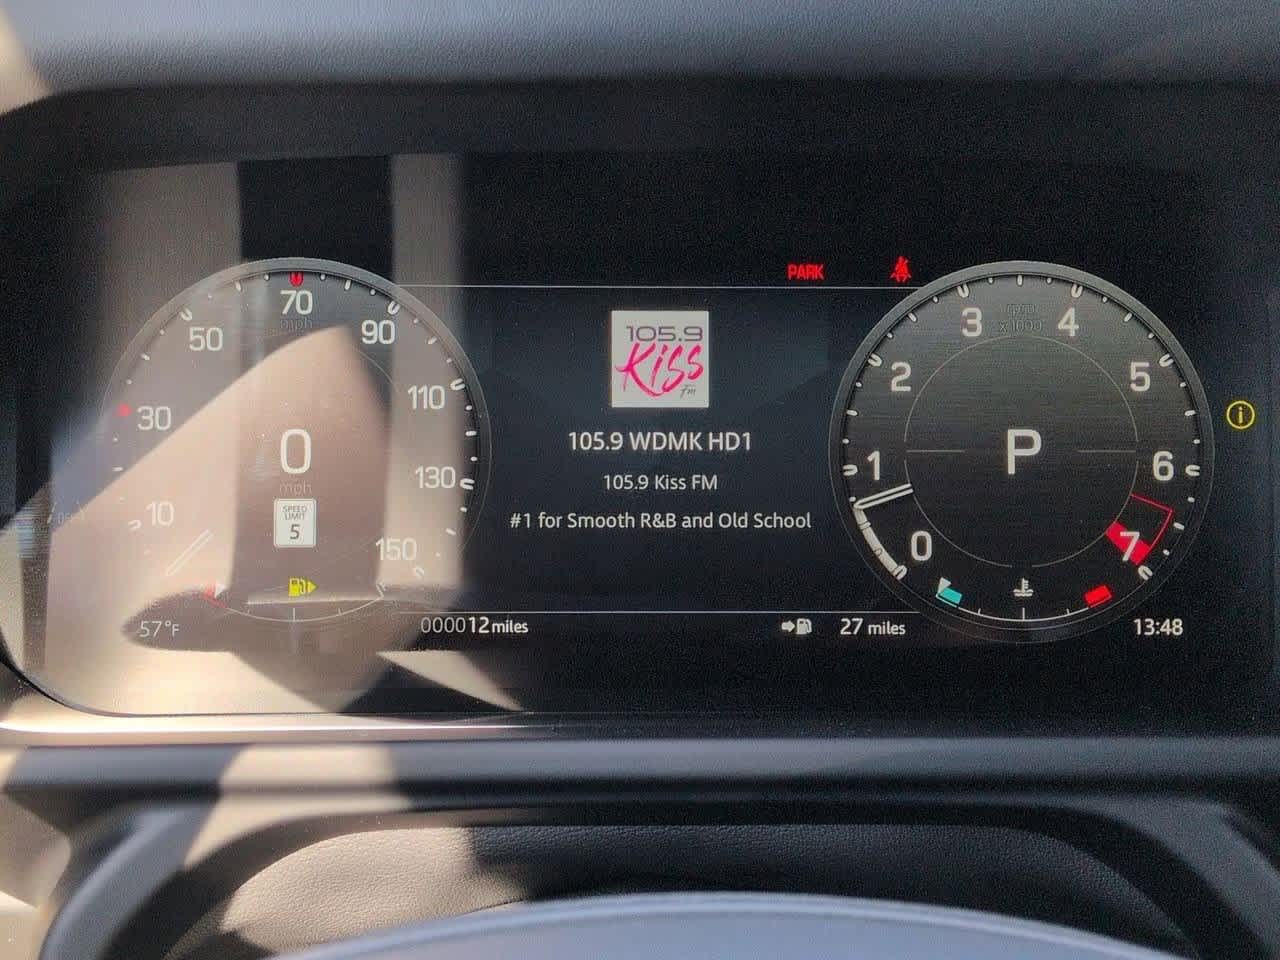 PARK
70
mph
50
90
30
110
0
mph
130
SPEED
LIMIT
5
10
150
57°F
000012 miles
105.9
Kiss
FM
105.9 WDMK HD1
105.9 Kiss FM
#1 for Smooth R&B and Old School
27 miles
rpm
x 1000
3
4
2
5
P
1
6
0
7
13:48